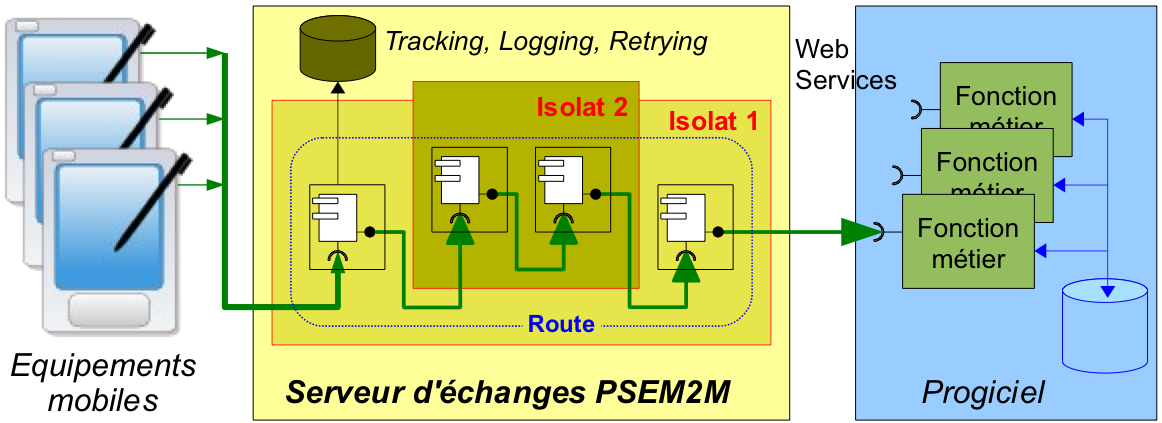 Tracking, Logging, Retrying
Isolat 2
Isolat 1
Route
Serveur d'échanges PSEM2M
Equipements
mobiles
Web
Services
Fonction
métier
Fonction
métier
Fonction
métier
Progiciel